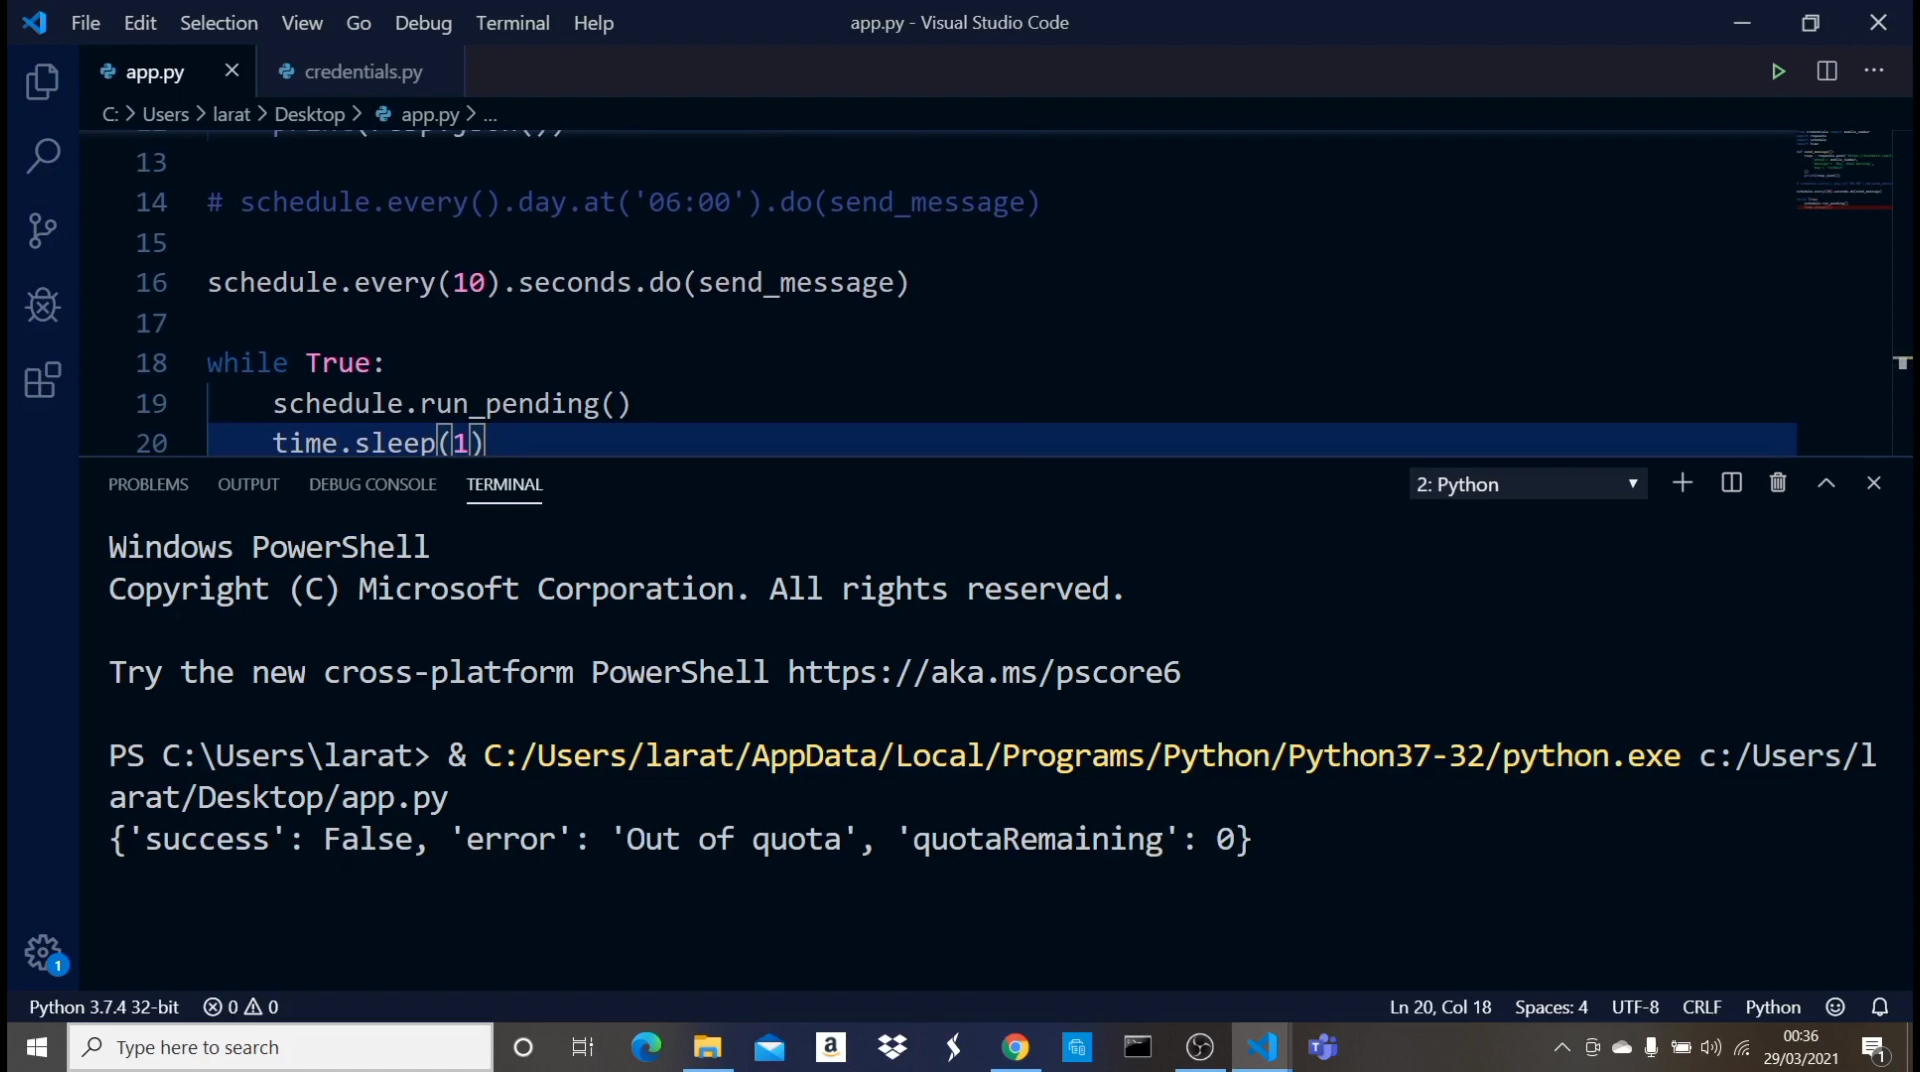 File Edit Selection View Go Debug Terminal Help
app.py - Visual Studio Code
app.py
credentials.py
C: > Users > larat > Desktop > app.py > ...
13
14 # schedule.every().day.at('06:00').do(send_message)
15
16 schedule.every(10).seconds.do(send_message)
17
18 while True:
19 schedule.run_pending()
20 time.sleep(1)
PROBLEMS OUTPUT DEBUG CONSOLE TERMINAL
2: Python
Windows PowerShell
Copyright (C) Microsoft Corporation. All rights reserved.
Try the new cross-platform PowerShell https://aka.ms/pscore6
PS C:\Users\larat> & C:/Users/larat/AppData/Local/Programs/Python/Python37-32/python.exe c:/Users/l
arat/Desktop/app.py
{'success': False, 'error': 'Out of quota', 'quotaRemaining': 0}
1
Python 3.7.4 32-bit 0 0
Ln 20, Col 18 Spaces: 4 UTF-8 CRLF Python
Type here to search
00:36
29/03/2021
1